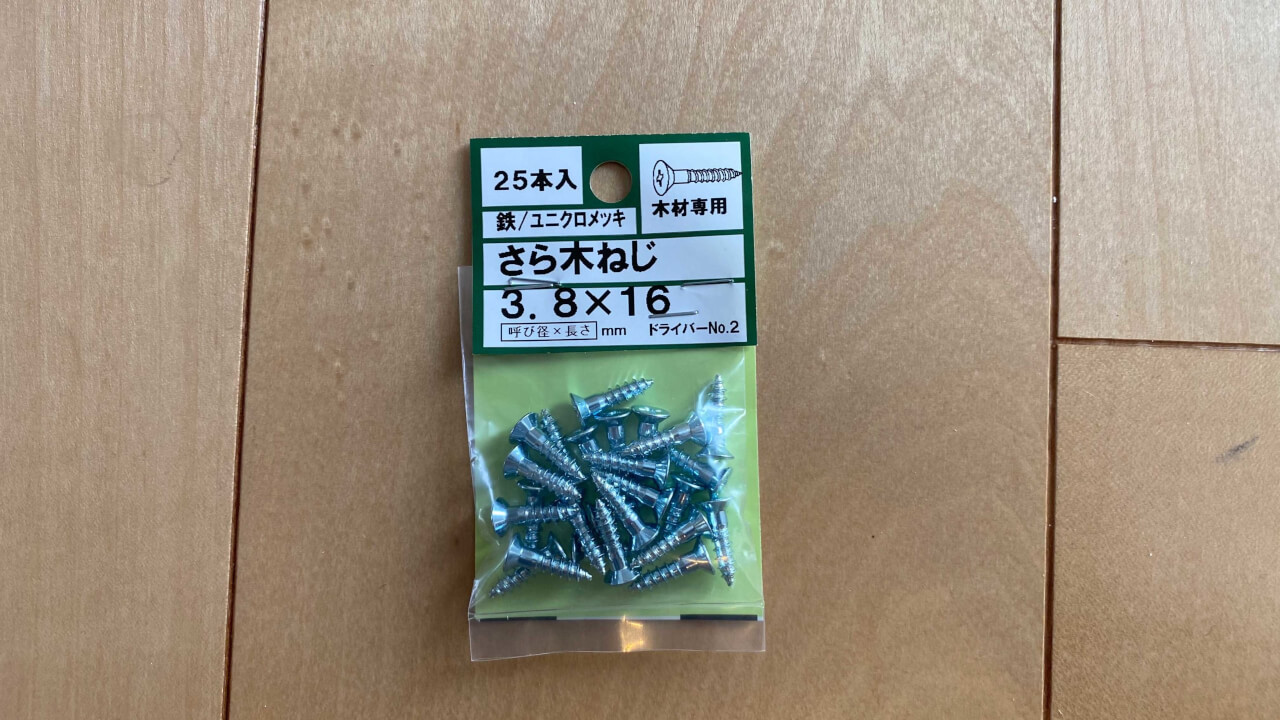 25本入
木材専用
鉄/ユニクロメッキ
さら木ねじ
3.8×16
呼び径×長さ mm ドライバーNo.2